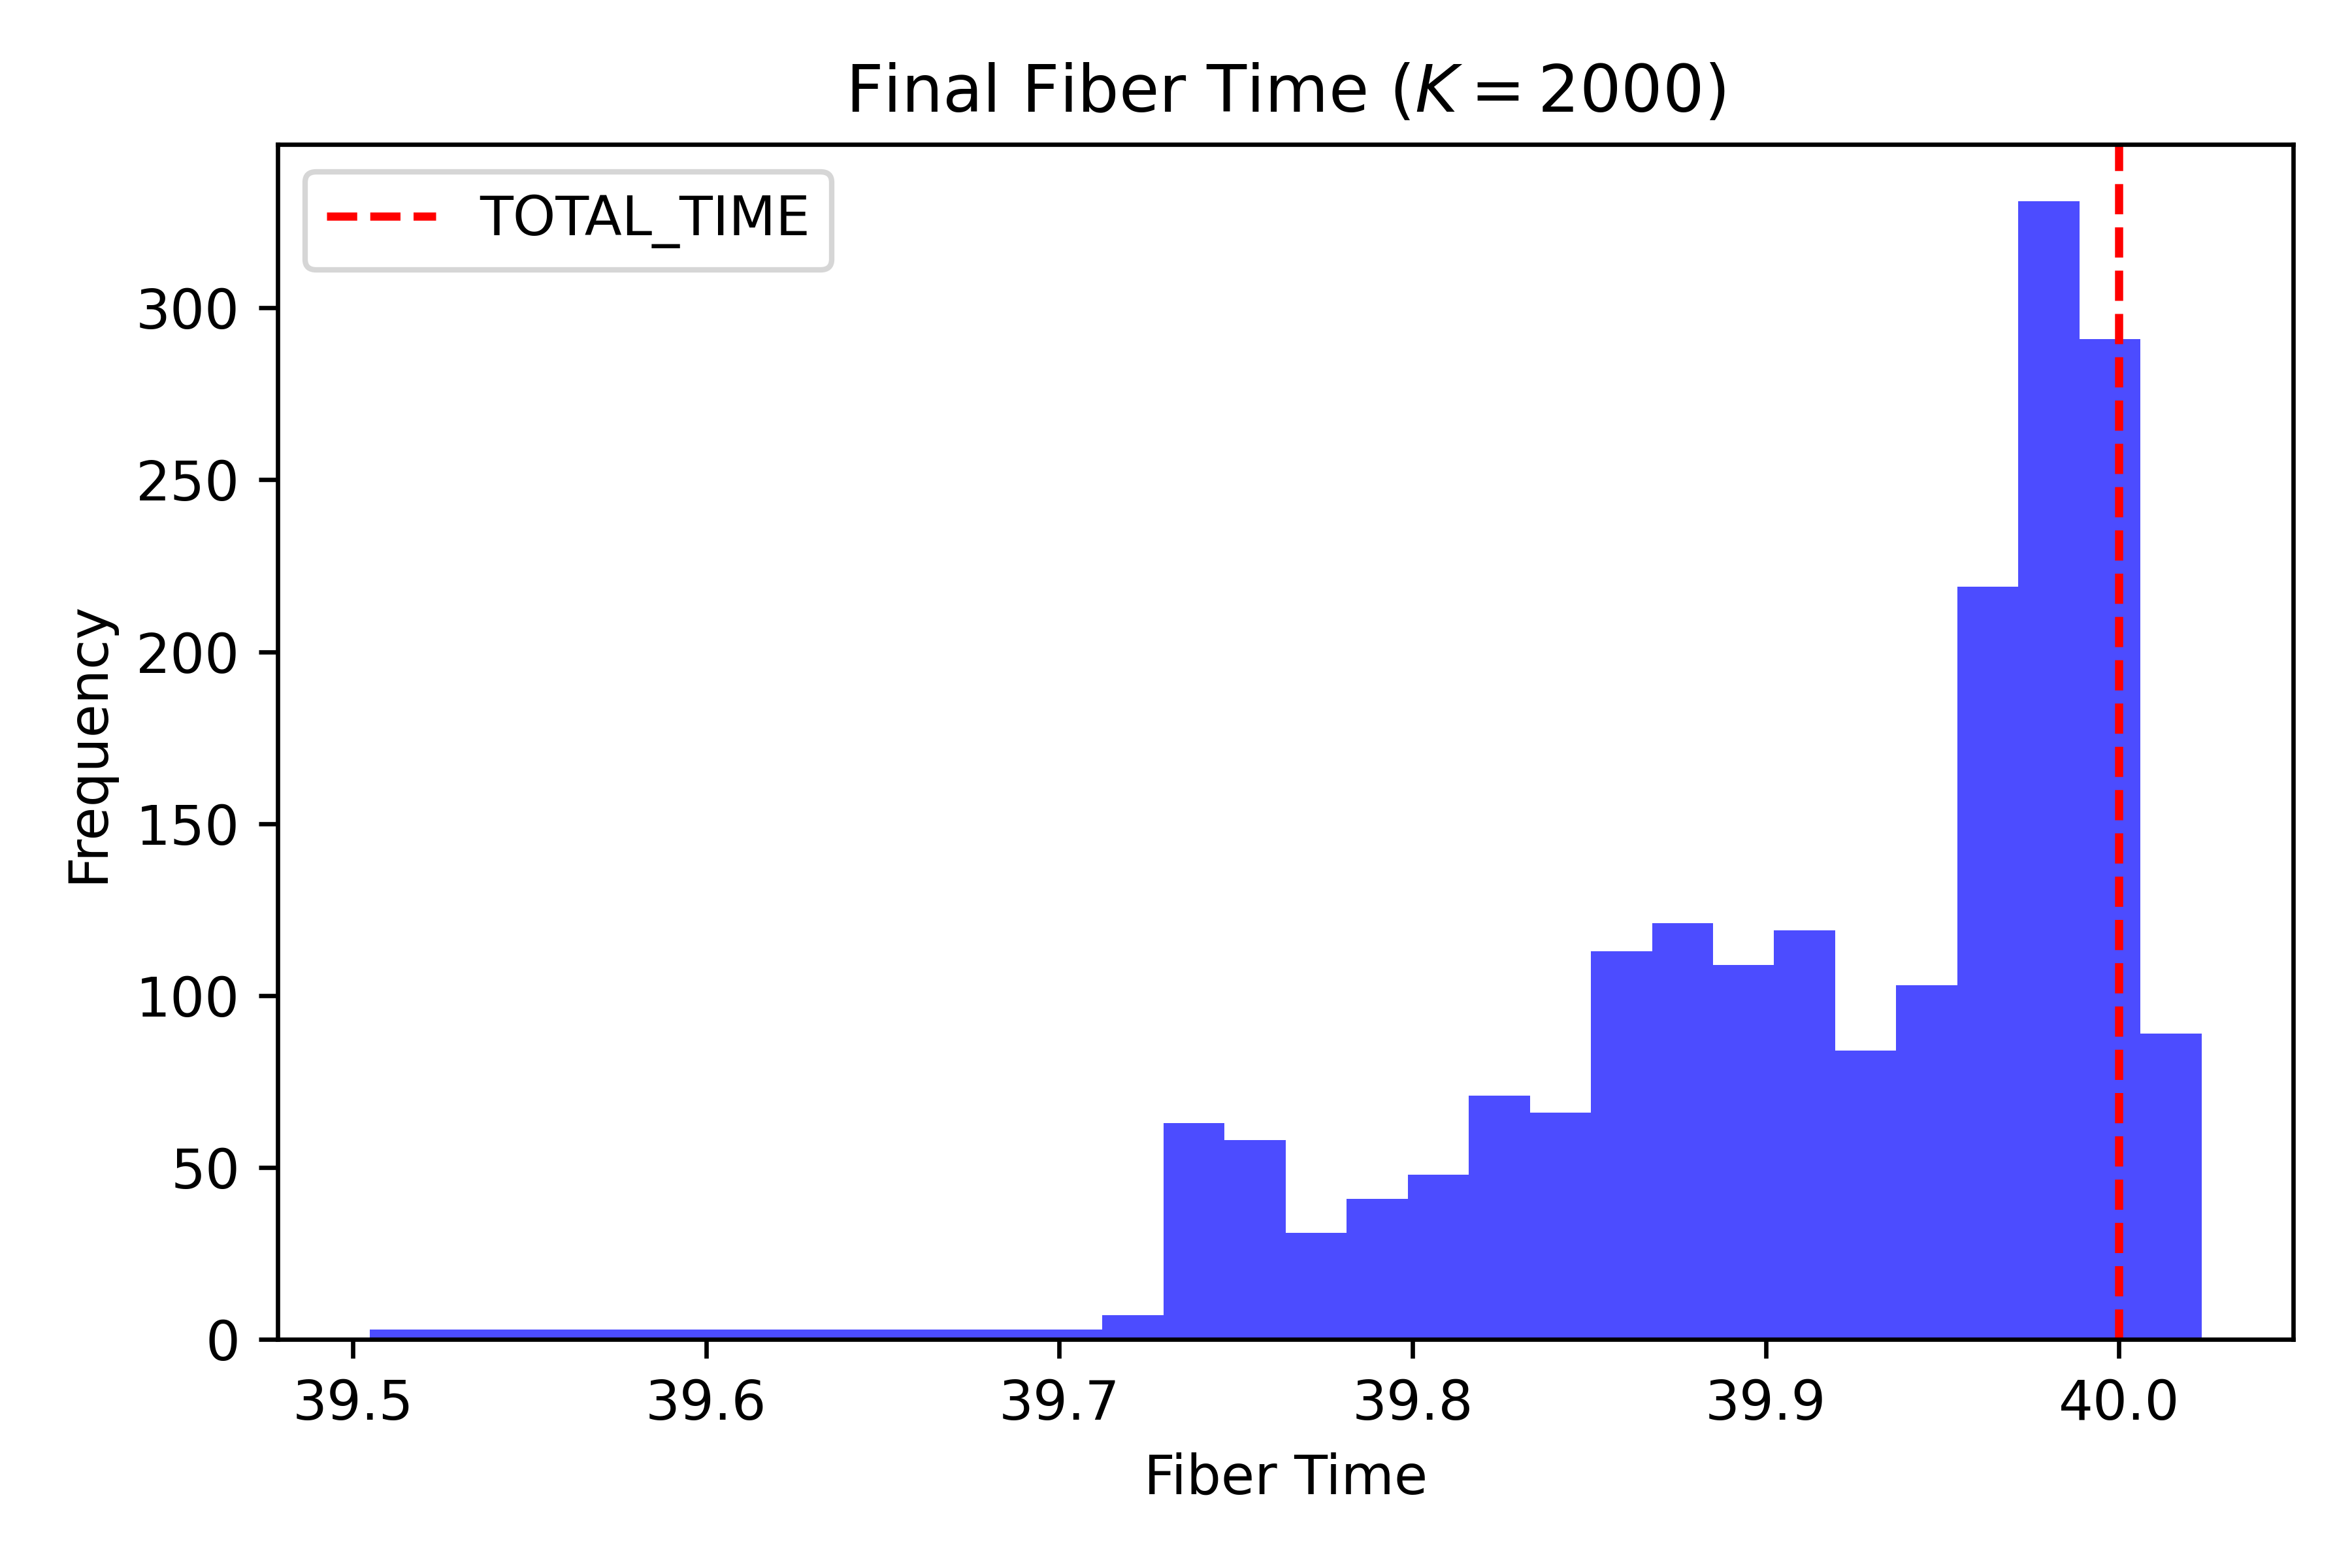 Final Fiber Time (K = 2000)
TOTAL_TIME
Frequency
300
250
200
150
100
50
0
39.5 39.6 39.7 39.8 39.9 40.0
Fiber Time